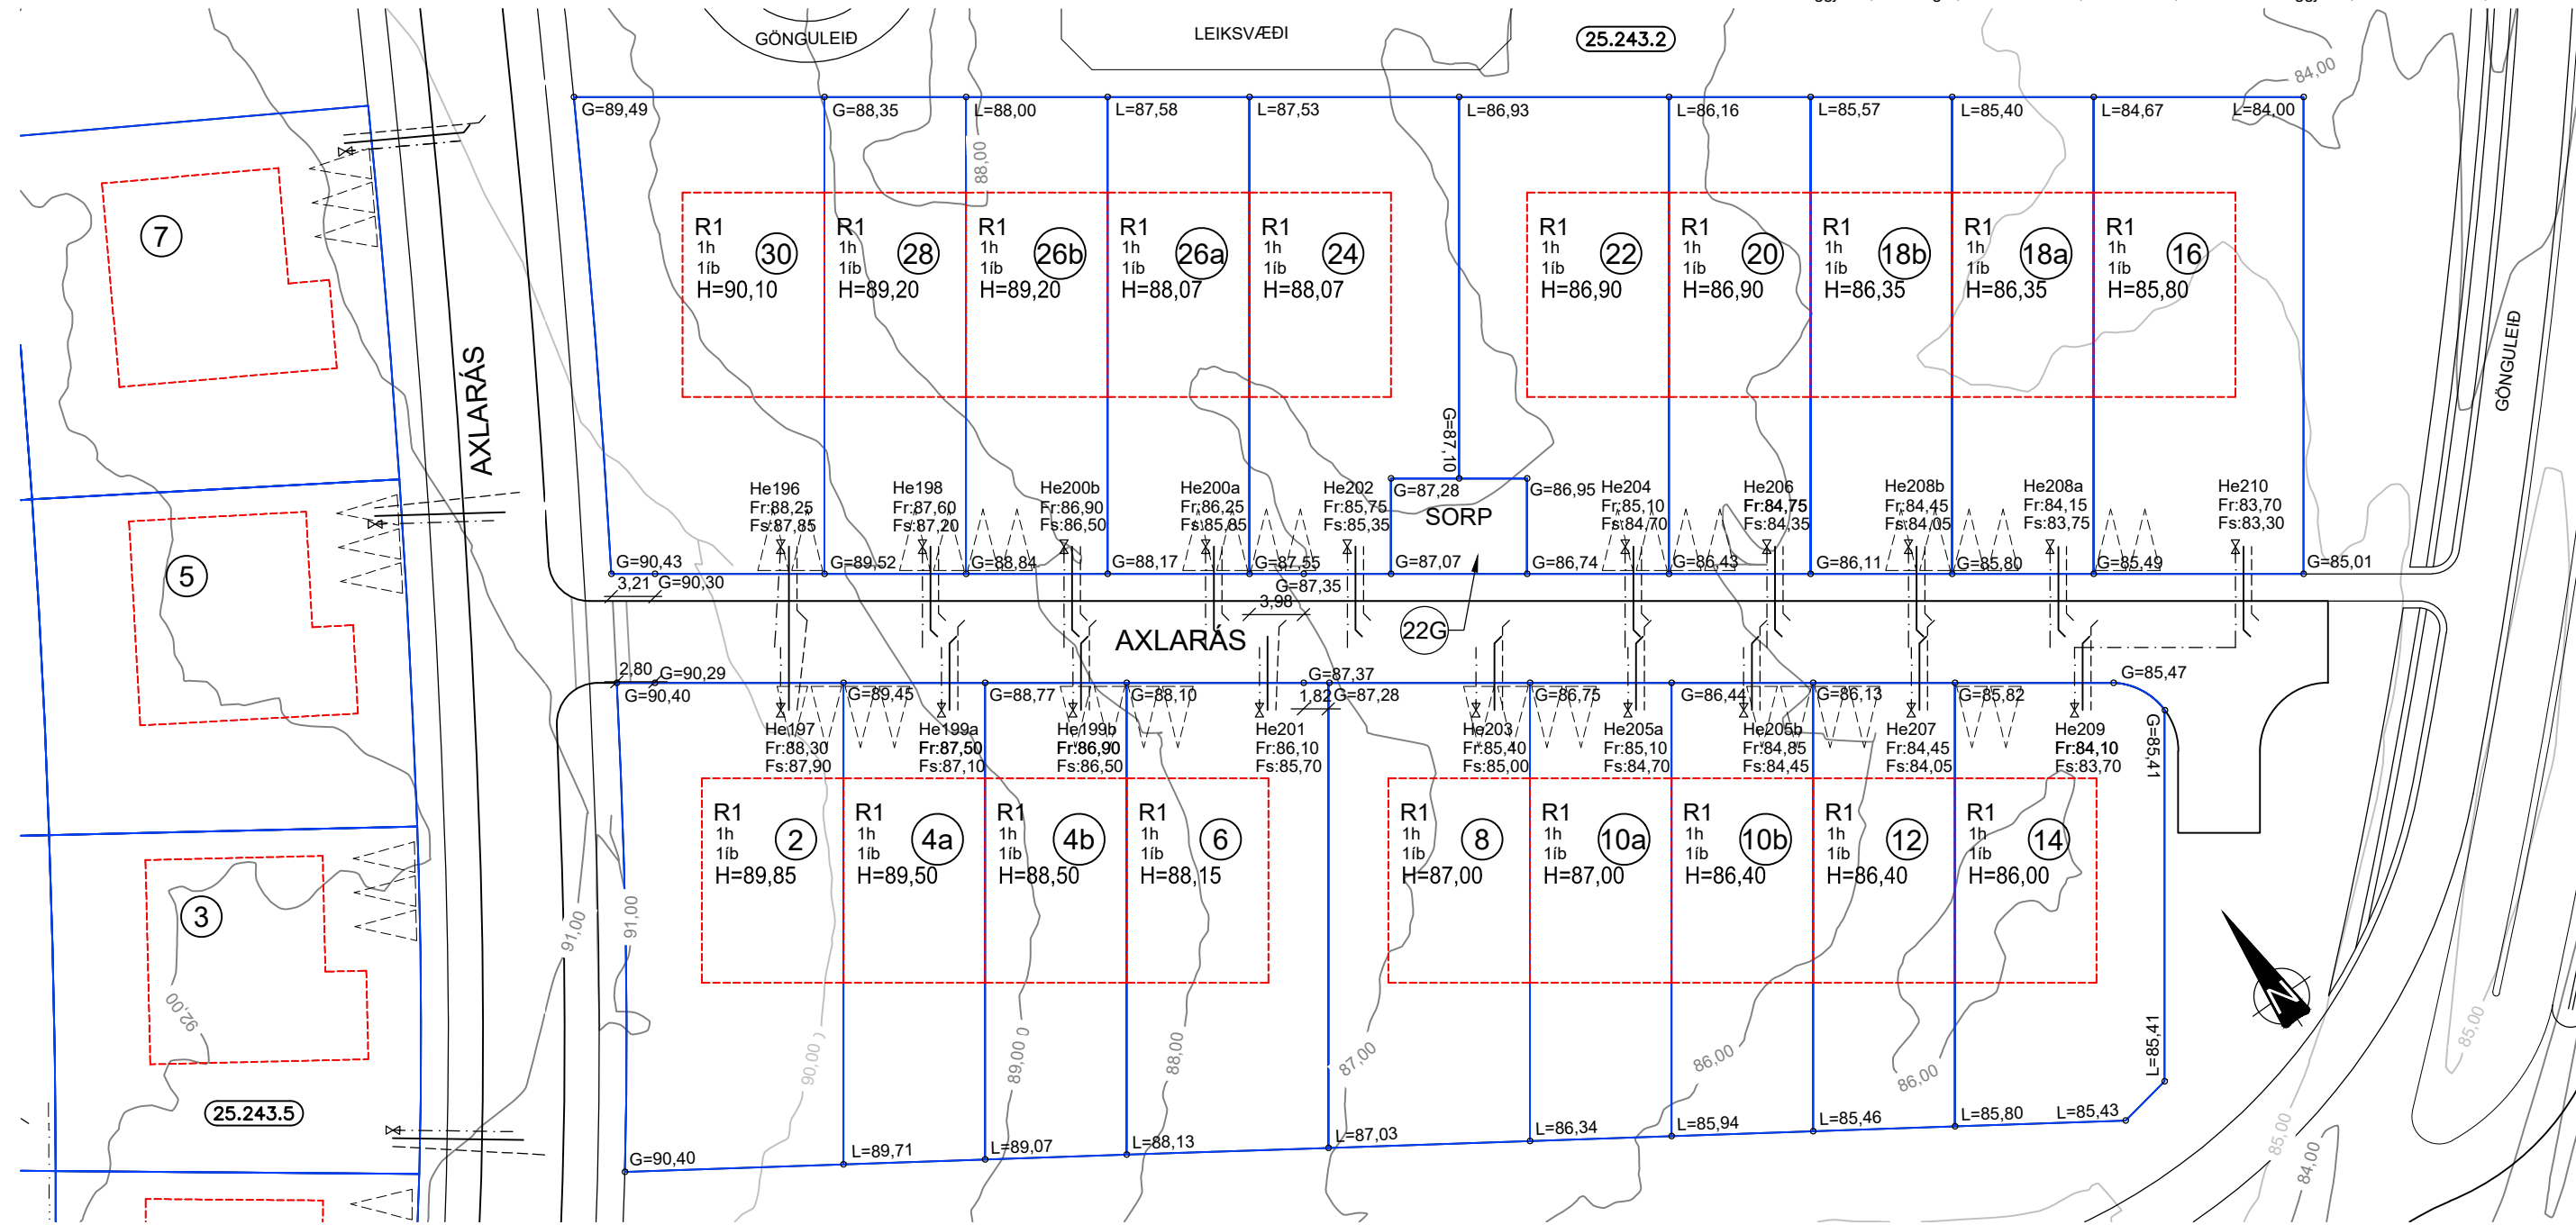 GÖNGULEIÐ
LEIKSVÆÐI
25.243.2
84,00
G=89,49
G=88,35
L=88,00
L=87,58
L=87,53
L=86,93
L=86,16
L=85,57
L=85,40
L=84,67
L=84,00
88,00
7
R1
1h
1íb
H=90,10
30
R1
1h
1íb
H=89,20
28
R1
1h
1íb
H=89,20
26b
R1
1h
1íb
H=88,07
26a
R1
1h
1íb
H=88,07
24
R1
1h
1íb
H=86,90
22
R1
1h
1íb
H=86,90
20
R1
1h
1íb
H=86,35
18b
R1
1h
1íb
H=86,35
18a
R1
1h
1íb
H=85,80
16
GÖNGULEIÐ
AXLARÁS
G=87,10
He196
Fr:88,25
Fs:87,85
He198
Fr:87,60
Fs:87,20
He200b
Fr:86,90
Fs:86,50
He200a
Fr:86,25
Fs:85,85
He202
Fr:85,75
Fs:85,35
G=87,28
SORP
G=86,95
He204
Fr:85,10
Fs:84,70
He206
Fr:84,75
Fs:84,35
He208b
Fr:84,45
Fs:84,05
He208a
Fr:84,15
Fs:83,75
He210
Fr:83,70
Fs:83,30
5
G=90,43
3,21
G=90,30
G=89,52
G=88,84
G=88,17
G=87,55
G=87,35
3,98
G=87,07
G=86,74
G=86,43
G=86,11
G=85,80
G=85,49
G=85,01
AXLARÁS
22G
2,80
G=90,29
G=90,40
G=89,45
G=88,77
G=88,10
G=87,37
1,82
G=87,28
G=86,75
G=86,44
G=86,13
G=85,82
G=85,47
G=85,41
He197
Fr:88,30
Fs:87,90
He199a
Fr:87,50
Fs:87,10
He199b
Fr:86,90
Fs:86,50
He201
Fr:86,10
Fs:85,70
He203
Fr:85,40
Fs:85,00
He205a
Fr:85,10
Fs:84,70
He205b
Fr:84,85
Fs:84,45
He207
Fr:84,45
Fs:84,05
He209
Fr:84,10
Fs:83,70
R1
1h
1íb
H=89,85
2
R1
1h
1íb
H=89,50
4a
R1
1h
1íb
H=88,50
4b
R1
1h
1íb
H=88,15
6
R1
1h
1íb
H=87,00
8
R1
1h
1íb
H=87,00
10a
R1
1h
1íb
H=86,40
10b
R1
1h
1íb
H=86,40
12
R1
1h
1íb
H=86,00
14
3
91,00
91,00
92,00
N
90,00
89,00
88,00
87,00
86,00
86,00
85,00
85,00
84,00
25.243.5
L=85,41
G=90,40
L=89,71
L=89,07
L=88,13
L=87,03
L=86,34
L=85,94
L=85,46
L=85,80
L=85,43